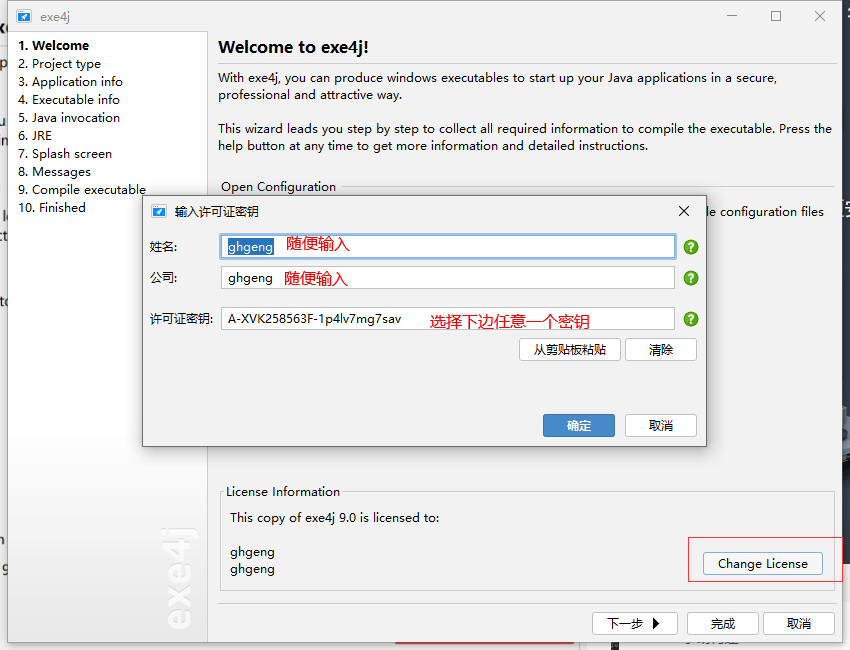 exe4j
1. Welcome
2. Project type
3. Application info
4. Executable info
5. Java invocation
6. JRE
7. Splash screen
8. Messages
9. Compile executable
10. Finished
exe4j
Welcome to exe4j!
With exe4j, you can produce windows executables to start up your Java applications in a secure,
professional and attractive way.
This wizard leads you step by step to collect all required information to compile the executable. Press the
help button at any time to get more information and detailed instructions.
Open Configuration
configuration files
输入许可证密钥
姓名: ghgeng 随便输入
公司: ghgeng 随便输入
许可证密钥: A-XVK258563F-1p4lv7mg7sav 选择下边任意一个密钥
从剪贴板粘贴 清除
确定 取消
License Information
This copy of exe4j 9.0 is licensed to:
ghgeng
ghgeng
Change License
下一步 完成 取消